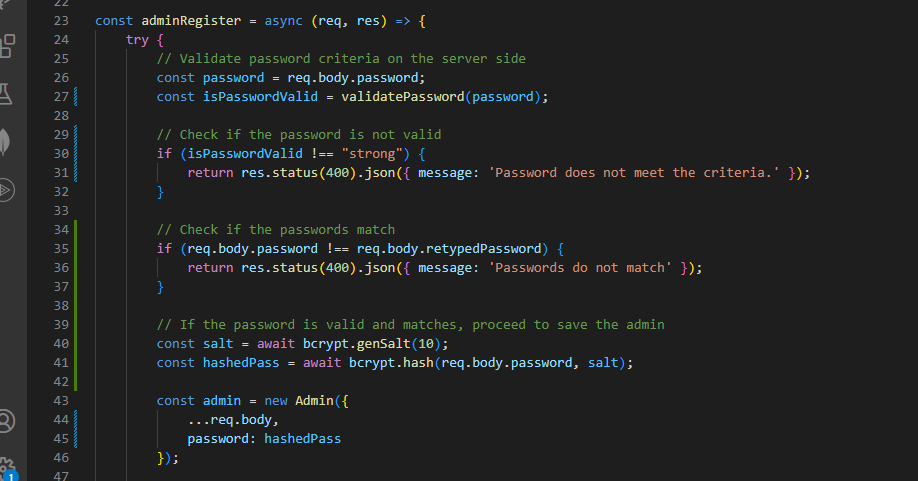 22
23 const adminRegister = async (req, res) => {
24 try {
25 // Validate password criteria on the server side
26 const password = req.body.password;
27 const isPasswordValid = validatePassword(password);
28
29 // Check if the password is not valid
30 if (isPasswordValid !== "strong") {
31 return res.status(400).json({ message: 'Password does not meet the criteria.' });
32 }
33
34 // Check if the passwords match
35 if (req.body.password !== req.body.retypedPassword) {
36 return res.status(400).json({ message: 'Passwords do not match' });
37 }
38
39 // If the password is valid and matches, proceed to save the admin
40 const salt = await bcrypt.genSalt(10);
41 const hashedPass = await bcrypt.hash(req.body.password, salt);
42
43 const admin = new Admin({
44 ...req.body,
45 password: hashedPass
46 });
47
1